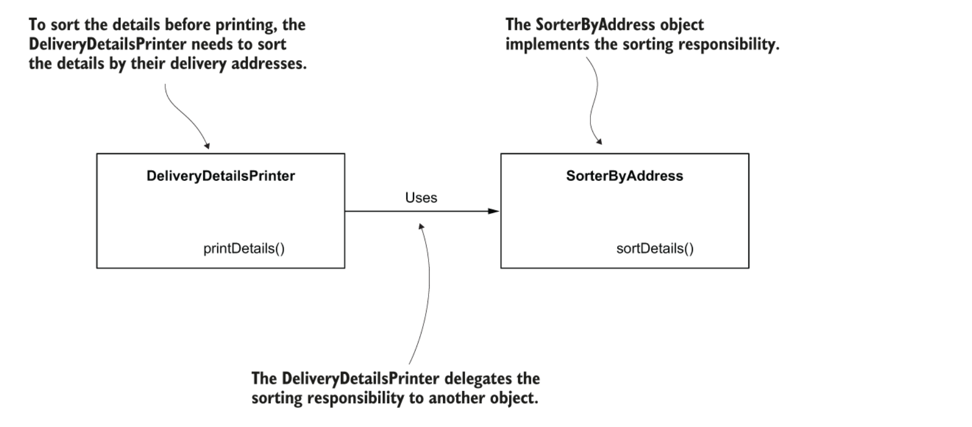 To sort the details before printing, the
DeliveryDetailsPrinter needs to sort
the details by their delivery addresses.
The SorterByAddress object
implements the sorting responsibility.
DeliveryDetailsPrinter
printDetails()
Uses
SorterByAddress
sortDetails()
The DeliveryDetailsPrinter delegates the
sorting responsibility to another object.